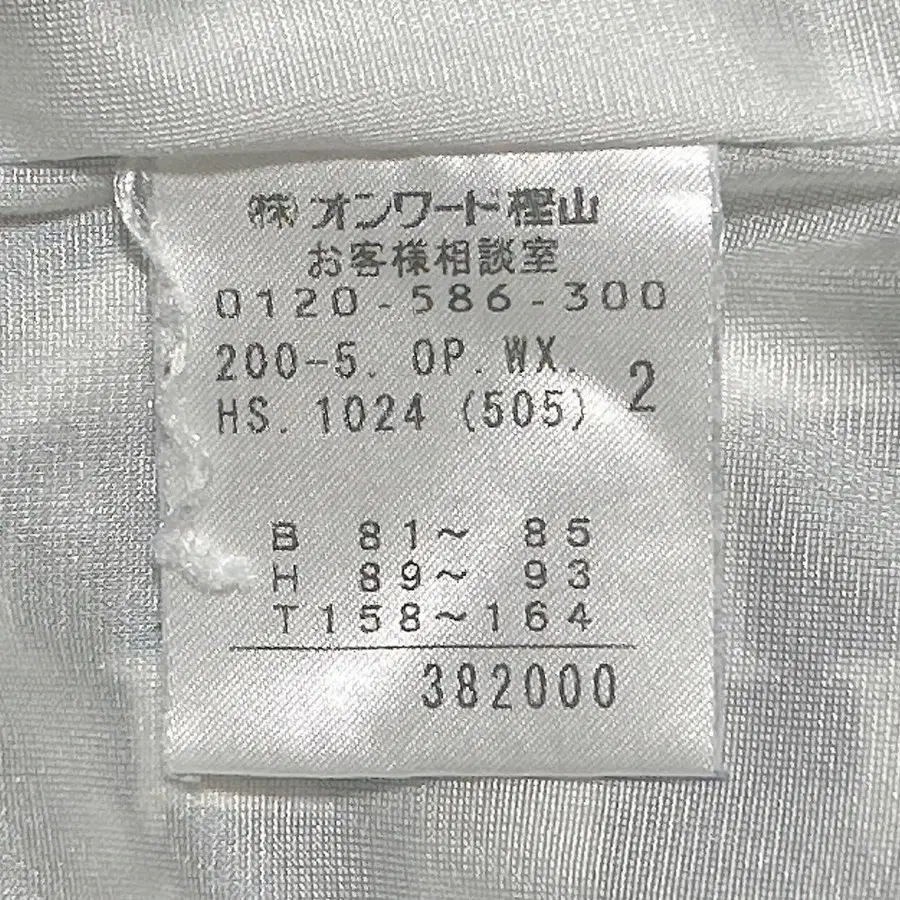 ㈱オンワード樫山
お客様相談室
0120-586-300
200-5. OP. WX.
HS. 1024 (505) 2
B 81~ 85
H 89~ 93
T158~164
382000